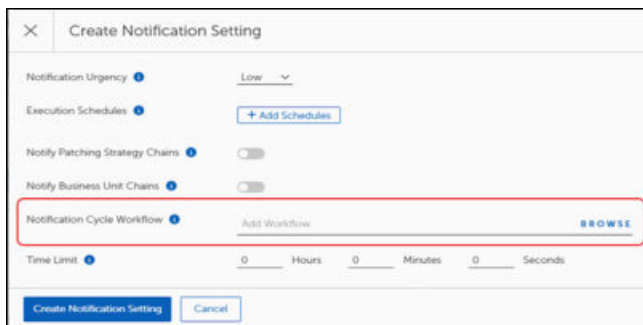 Create Notification Setting
Notification Urgency Low
Execution Schedules + Add Schedules
Notify Patching Strategy Chains
Notify Business Unit Chains
Notification Cycle Workflow Add Workflow BROWSE
Time Limit 0 Hours 0 Minutes 0 Seconds
Create Notification Setting Cancel